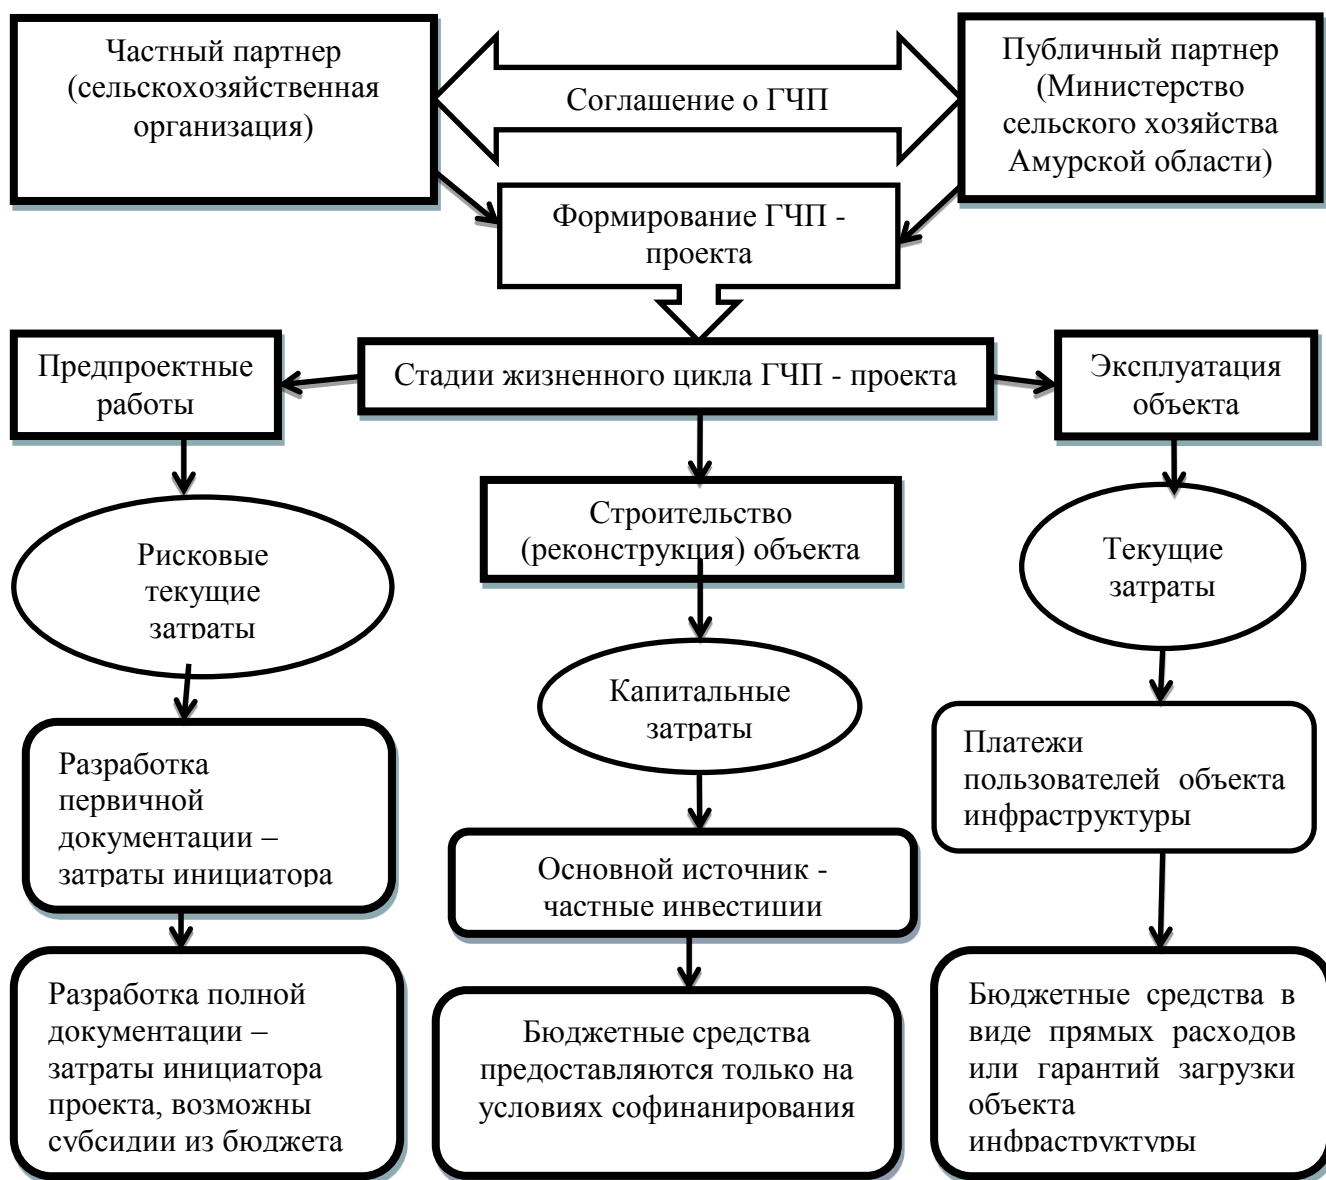 Частный партнер
(сельскохозяйственная
организация)
Соглашение о ГЧП
Публичный партнер
(Министерство
сельского хозяйства
Амурской области)
Формирование ГЧП -
проекта
Предпроектные
работы
Стадии жизненного цикла ГЧП - проекта
Эксплуатация
объекта
Рисковые
текущие
затраты
Строительство
(реконструкция) объекта
Текущие
затраты
Капитальные
затраты
Разработка
первичной
документации –
затраты инициатора
Основной источник -
частные инвестиции
Платежи
пользователей объекта
инфраструктуры
Разработка полной
документации –
затраты инициатора
проекта, возможны
субсидии из бюджета
Бюджетные средства
предоставляются только на
условиях софинанирования
Бюджетные средства в
виде прямых расходов
или гарантий загрузки
объекта
инфраструктуры